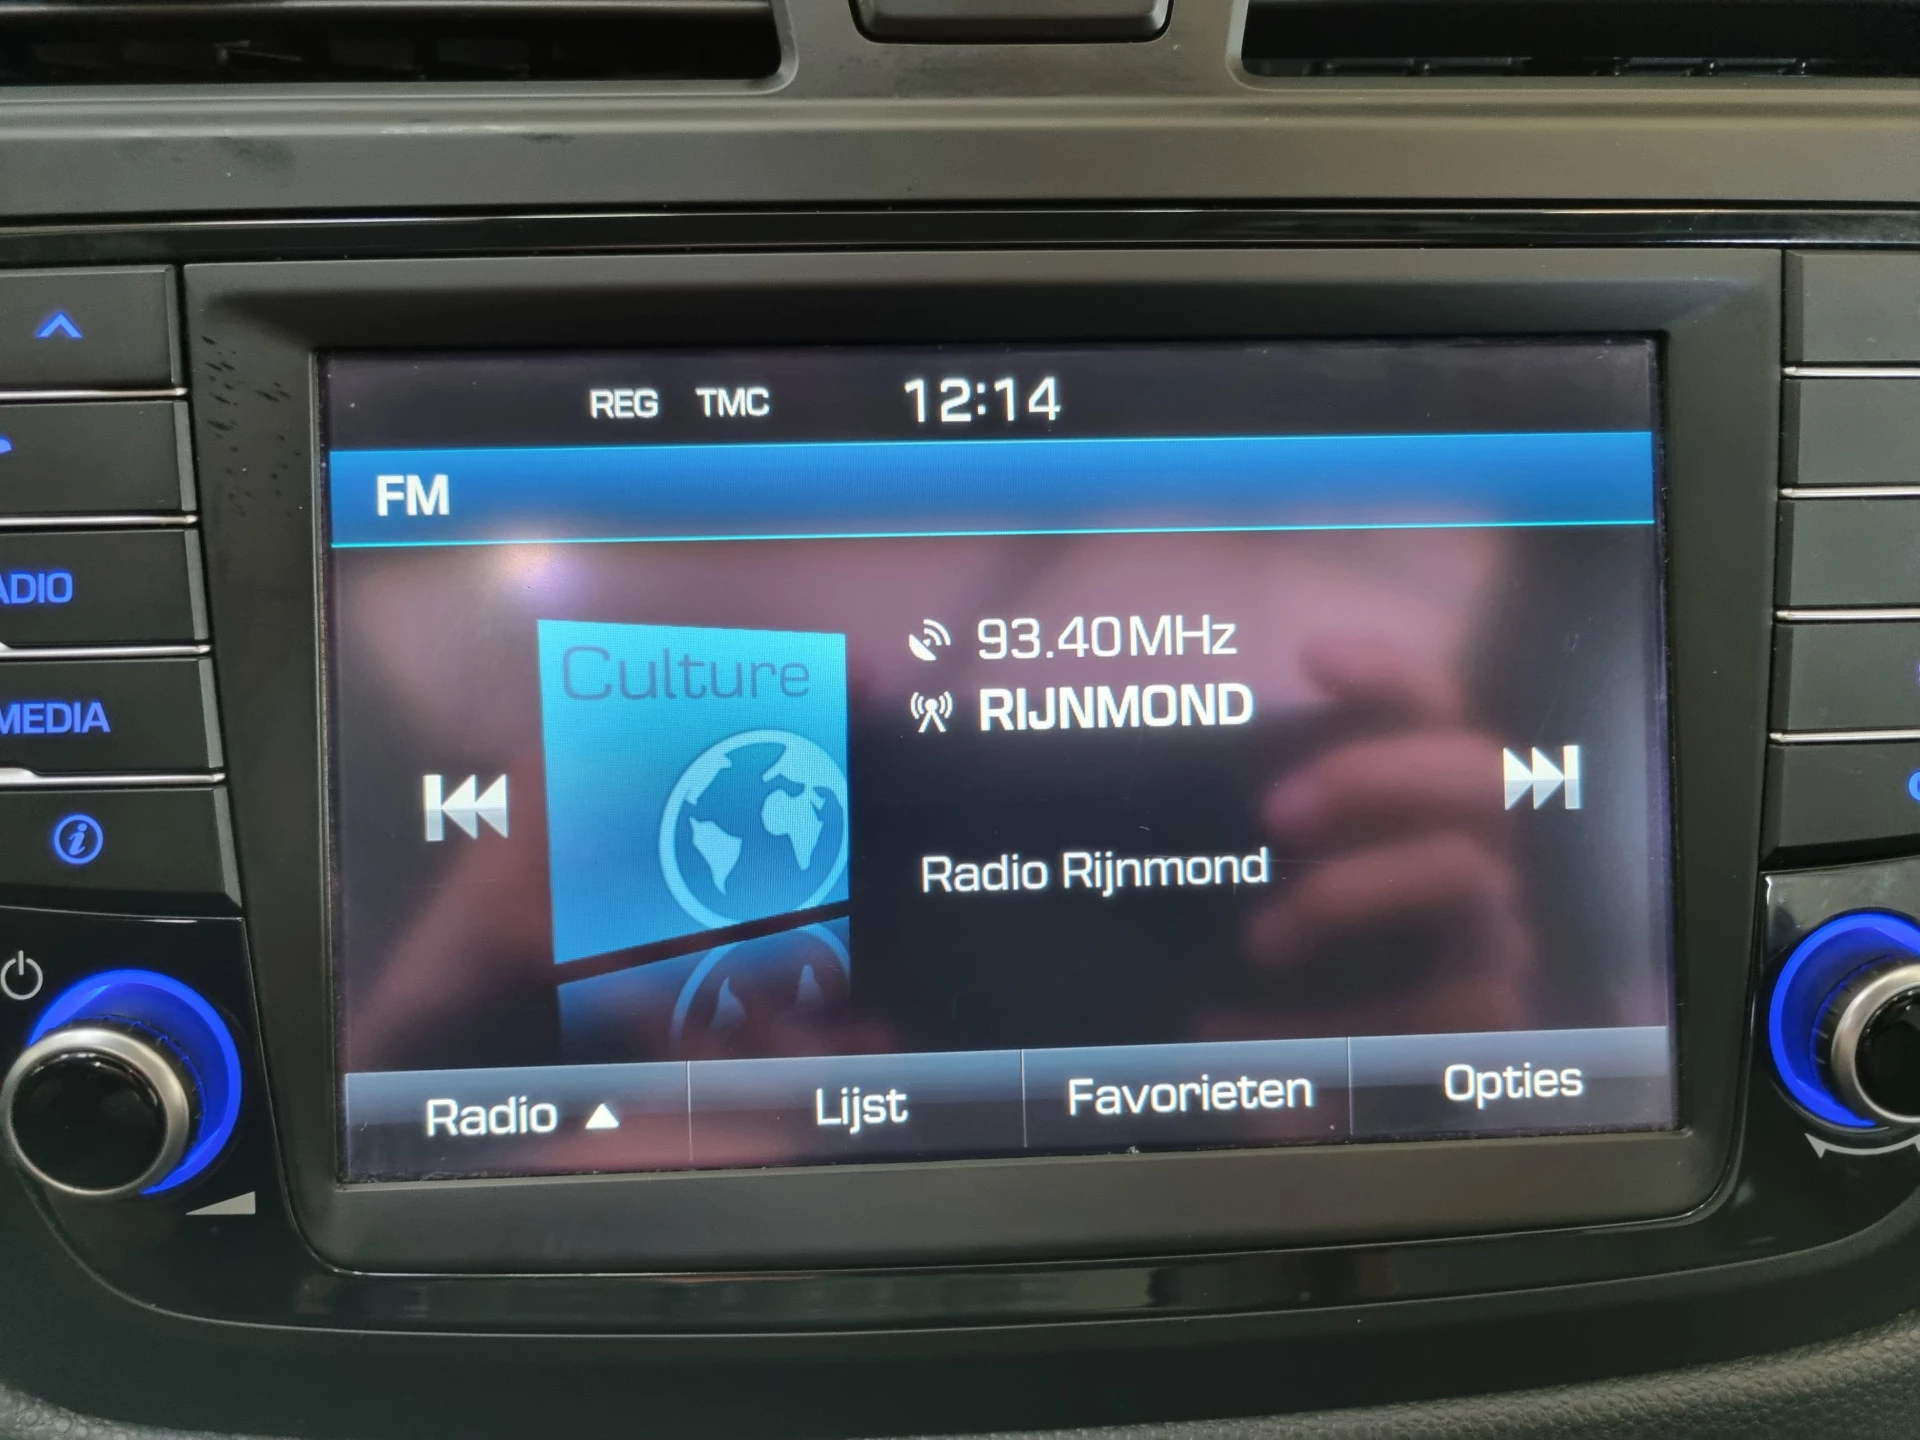 REG TMC 12:14
FM
ADIO
MEDIA
Culture
93.40MHz
RIJNMOND
Radio Rijnmond
Radio ▲
Lijst
Favorieten
Opties